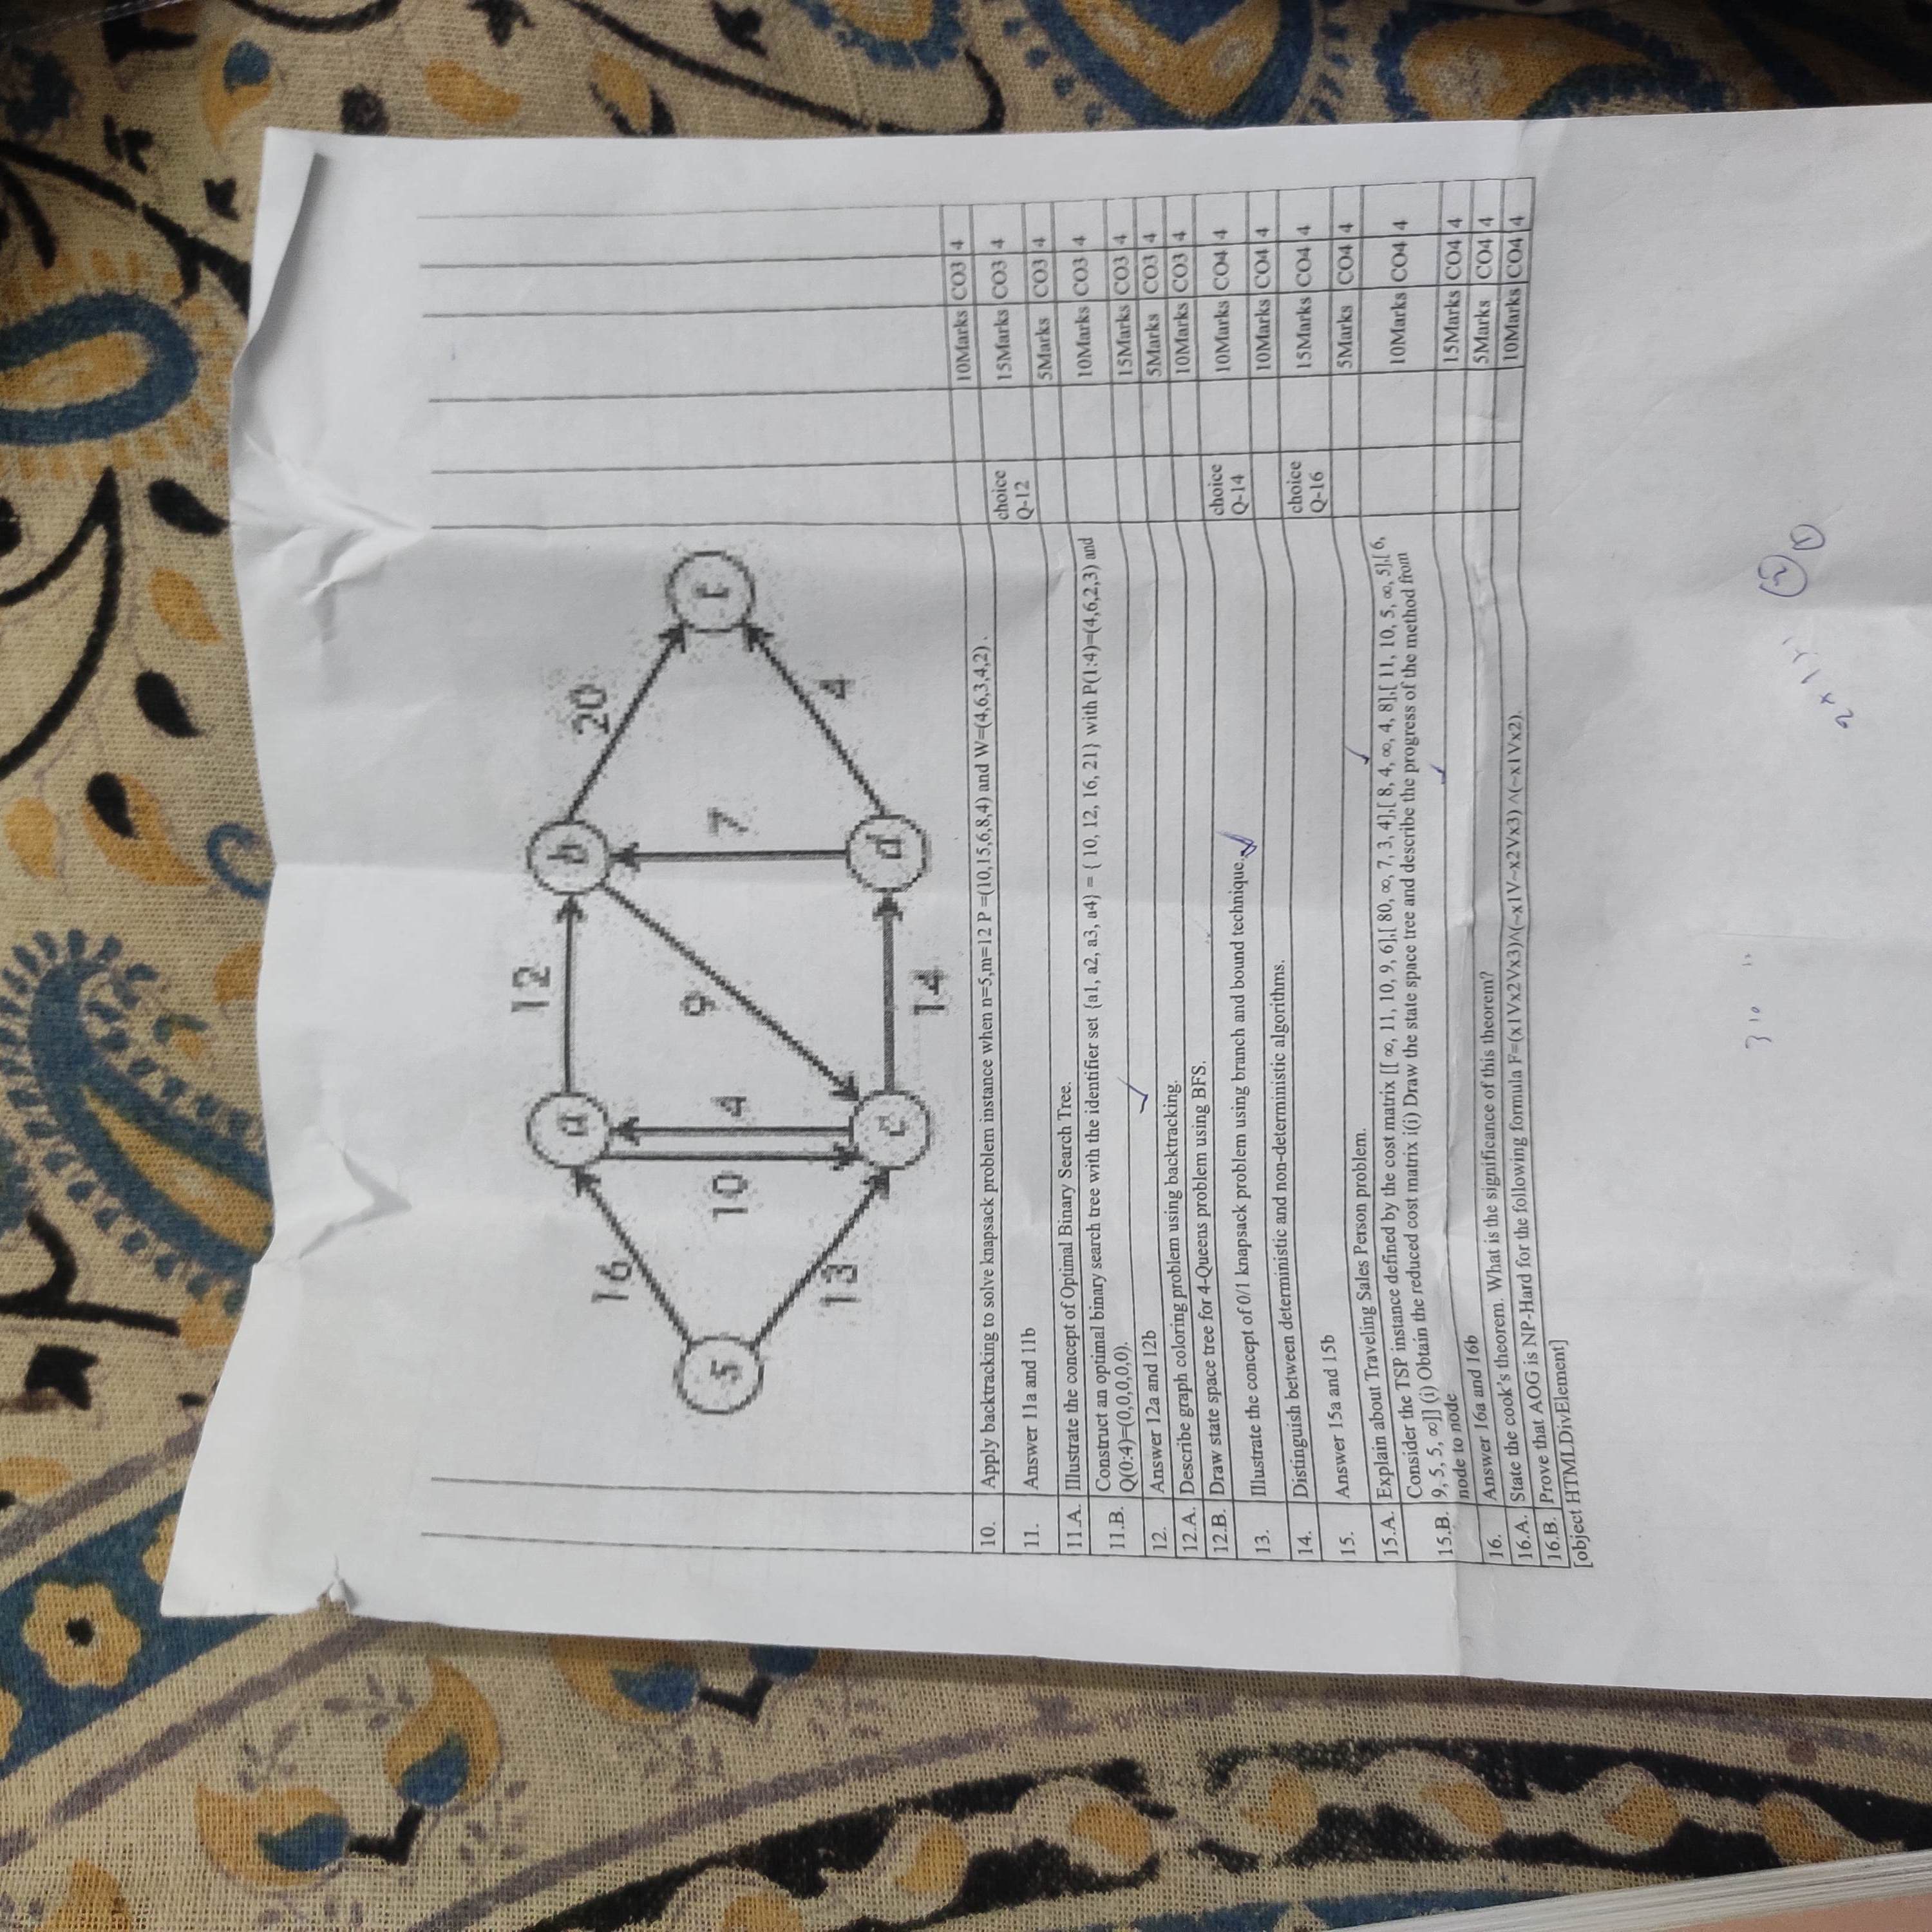 12
20
16
a
b
10
4
9
7
s
t
13
4
c
d
14
10. Apply backtracking to solve knapsack problem instance when n=5,m=12 P =(10,15,6,8,4) and W=(4,6,3,4,2) . 10Marks CO3 4
11. Answer 11a and 11b choice Q-12 15Marks CO3 4
11.A. Illustrate the concept of Optimal Binary Search Tree. 5Marks CO3 4
11.B. Construct an optimal binary search tree with the identifier set {a1, a2, a3, a4} = { 10, 12, 16, 21} with P(1:4)=(4,6,2,3) and
Q(0:4)=(0,0,0,0,0). 10Marks CO3 4
12. Answer 12a and 12b 15Marks CO3 4
12.A. Describe graph coloring problem using backtracking. 5Marks CO3 4
12.B. Draw state space tree for 4-Queens problem using BFS. 10Marks CO3 4
13. Illustrate the concept of 0/1 knapsack problem using branch and bound technique. choice Q-14 10Marks CO4 4
14. Distinguish between deterministic and non-deterministic algorithms. 10Marks CO4 4
15. Answer 15a and 15b choice Q-16 15Marks CO4 4
15.A. Explain about Traveling Sales Person problem. 5Marks CO4 4
15.B. Consider the TSP instance defined by the cost matrix [[ ∞, 11, 10, 9, 6],[ 80, ∞, 7, 3, 4],[ 8, 4, ∞, 4, 8],[ 11, 10, 5, ∞, 5],[ 6,
9, 5, 5, ∞]] (i) Obtain the reduced cost matrix i(i) Draw the state space tree and describe the progress of the method from
node to node 10Marks CO4 4
16. Answer 16a and 16b 15Marks CO4 4
16.A. State the cook's theorem. What is the significance of this theorem? 5Marks CO4 4
16.B. Prove that AOG is NP-Hard for the following formula F=(x1Vx2Vx3)∧(~x1V~x2Vx3) ∧(~x1Vx2). 10Marks CO4 4
[object HTMLDivElement]